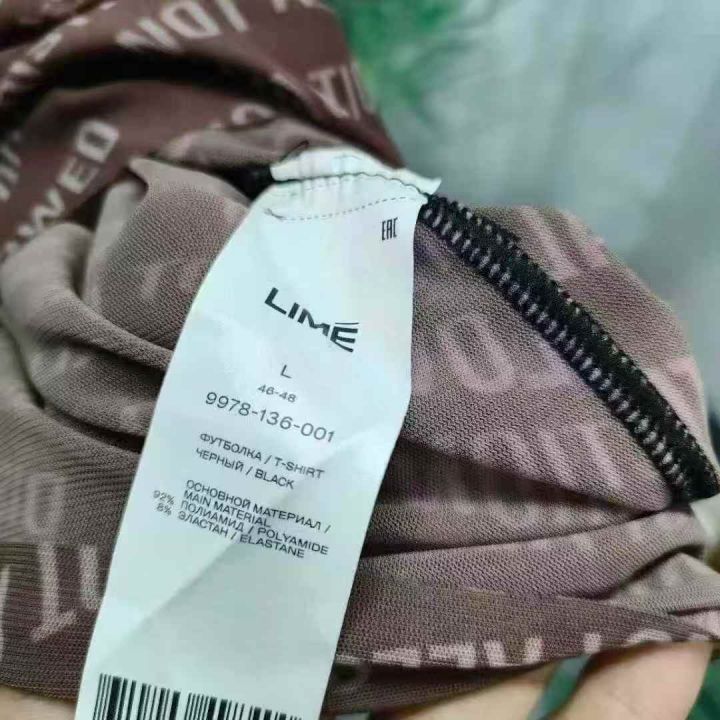 EAC
LIMÉ
L
46-48
9978-136-001
ФУТБОЛКА / T-SHIRT
ЧЕРНЫЙ / BLACK
ОСНОВНОЙ МАТЕРИАЛ /
MAIN MATERIAL
92% ПОЛИАМИД / POLYAMIDE
8% ЭЛАСТАН / ELASTANE